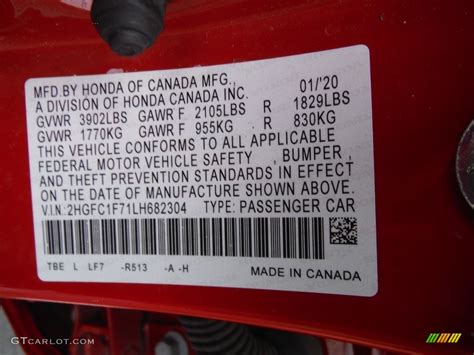 MFD.BY HONDA OF CANADA MFG., 01/'20
A DIVISION OF HONDA CANADA INC.
GVWR 3902LBS GAWR F 2105LBS R 1829LBS
GVWR 1770KG GAWR F 955KG R 830KG
THIS VEHICLE CONFORMS TO ALL APPLICABLE
FEDERAL MOTOR VEHICLE SAFETY , BUMPER ,
AND THEFT PREVENTION STANDARDS IN EFFECT
ON THE DATE OF MANUFACTURE SHOWN ABOVE.
V.I.N:2HGFC1F71LH682304 TYPE:PASSENGER CAR
TBE L LF7 -R513 -A -H
MADE IN CANADA
© GTcarlot.com